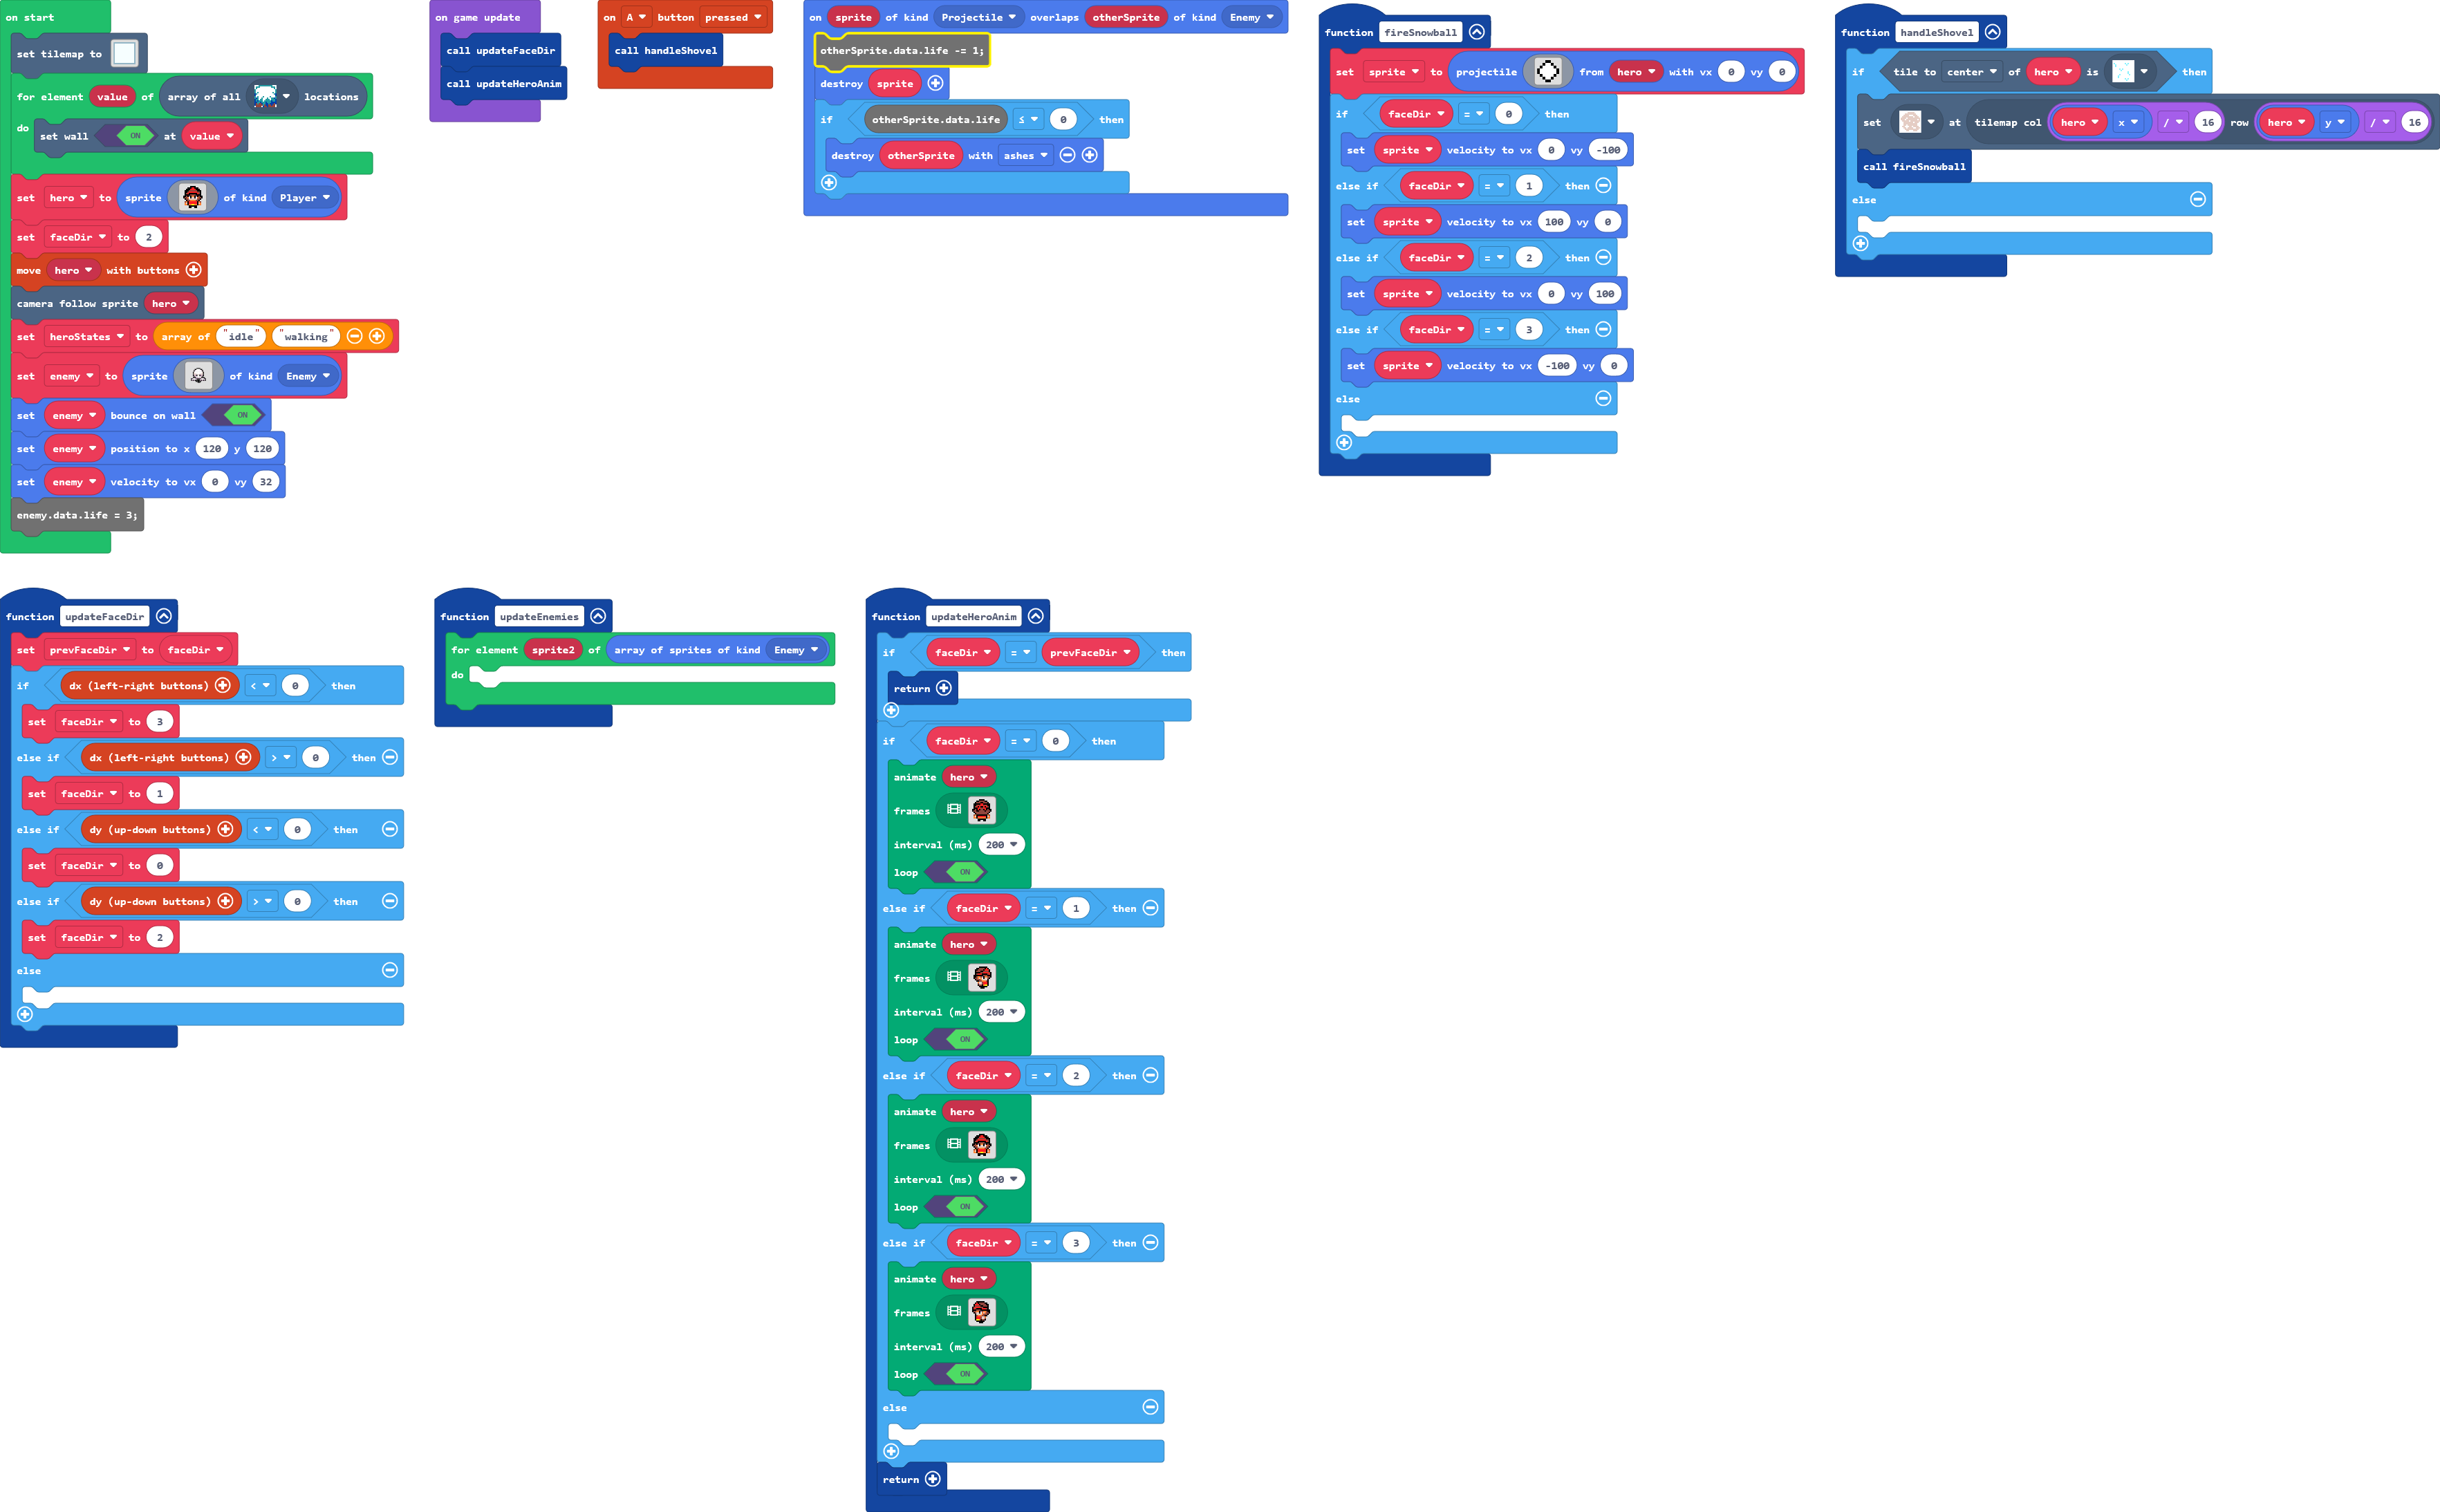 on start
set tilemap to
for element value of array of all locations
do set wall ON at value
set hero to sprite of kind Player
set faceDir to 2
move hero with buttons
camera follow sprite hero
set heroStates to array of "idle" "walking"
set enemy to sprite of kind Enemy
set enemy bounce on wall ON
set enemy position to x 120 y 120
set enemy velocity to vx 0 vy 32
enemy.data.life = 3;
on game update
call updateFaceDir
call updateHeroAnim
on A button pressed
call handleShovel
on sprite of kind Projectile overlaps otherSprite of kind Enemy
otherSprite.data.life -= 1;
destroy sprite
if otherSprite.data.life ≤ 0 then
destroy otherSprite with ashes
function fireSnowball
set sprite to projectile from hero with vx 0 vy 0
if faceDir = 0 then
set sprite velocity to vx 0 vy -100
else if faceDir = 1 then
set sprite velocity to vx 100 vy 0
else if faceDir = 2 then
set sprite velocity to vx 0 vy 100
else if faceDir = 3 then
set sprite velocity to vx -100 vy 0
else
function handleShovel
if tile to center of hero is then
set at tilemap col hero x / 16 row hero y / 16
call fireSnowball
else
function updateFaceDir
set prevFaceDir to faceDir
if dx (left-right buttons) < 0 then
set faceDir to 3
else if dx (left-right buttons) > 0 then
set faceDir to 1
else if dy (up-down buttons) < 0 then
set faceDir to 0
else if dy (up-down buttons) > 0 then
set faceDir to 2
else
function updateEnemies
for element sprite2 of array of sprites of kind Enemy
do
function updateHeroAnim
if faceDir = prevFaceDir then
return
if faceDir = 0 then
animate hero
frames
interval (ms) 200
loop ON
else if faceDir = 1 then
animate hero
frames
interval (ms) 200
loop ON
else if faceDir = 2 then
animate hero
frames
interval (ms) 200
loop ON
else if faceDir = 3 then
animate hero
frames
interval (ms) 200
loop ON
else
return